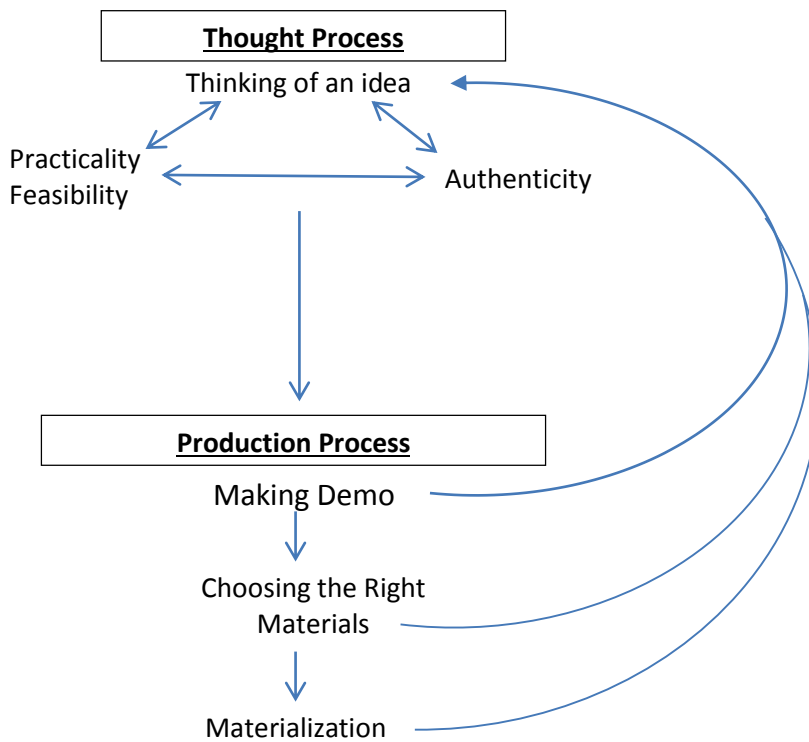 Thought Process
Thinking of an idea
Practicality
Feasibility
Authenticity
Production Process
Making Demo
Choosing the Right
Materials
Materialization